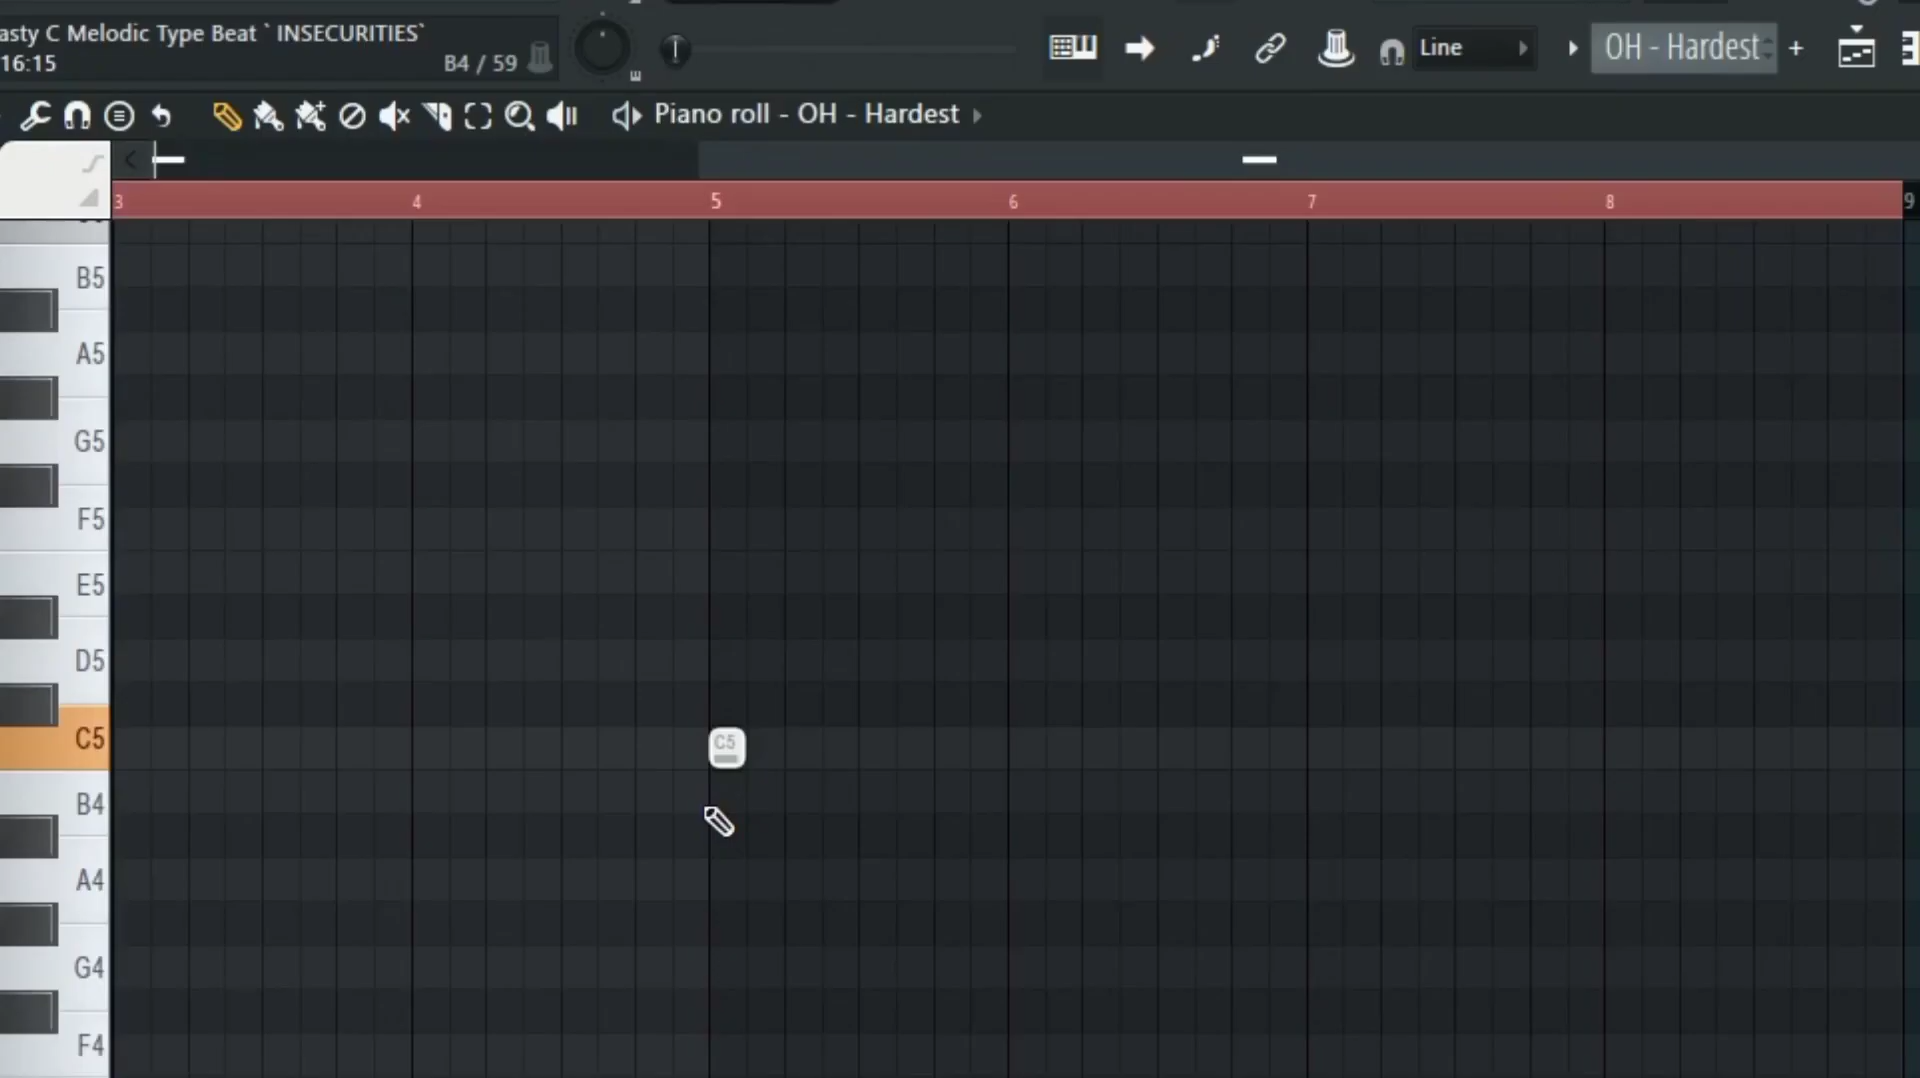 asty C Melodic Type Beat ` INSECURITIES`
16:15
B4 / 59
Line
OH - Hardest
Piano roll - OH - Hardest
3
4
5
6
7
8
9
B5
A5
G5
F5
E5
D5
C5
C5
B4
A4
G4
F4